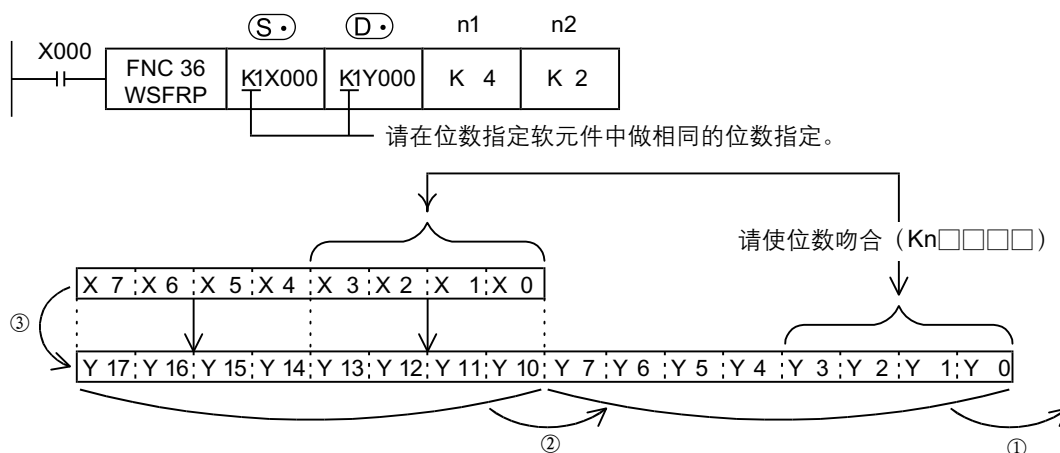 S· D· n1 n2
X000
FNC 36 K1X000 K1Y000 K 4 K 2
WSFRP
请在位数指定软元件中做相同的位数指定。
请使位数吻合（Kn□□□□）
X 7 X 6 X 5 X 4 X 3 X 2 X 1 X 0
③
Y 17 Y 16 Y 15 Y 14 Y 13 Y 12 Y 11 Y 10 Y 7 Y 6 Y 5 Y 4 Y 3 Y 2 Y 1 Y 0
② ①